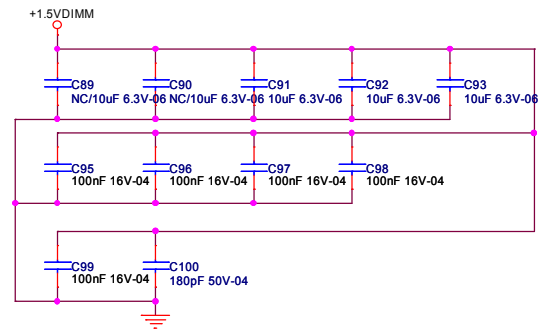 +1.5VDIMM
C89 C90 C91 C92 C93
NC/10uF 6.3V-06 NC/10uF 6.3V-06 10uF 6.3V-06 10uF 6.3V-06 10uF 6.3V-06
C95 C96 C97 C98
100nF 16V-04 100nF 16V-04 100nF 16V-04 100nF 16V-04
C99 C100
100nF 16V-04 180pF 50V-04